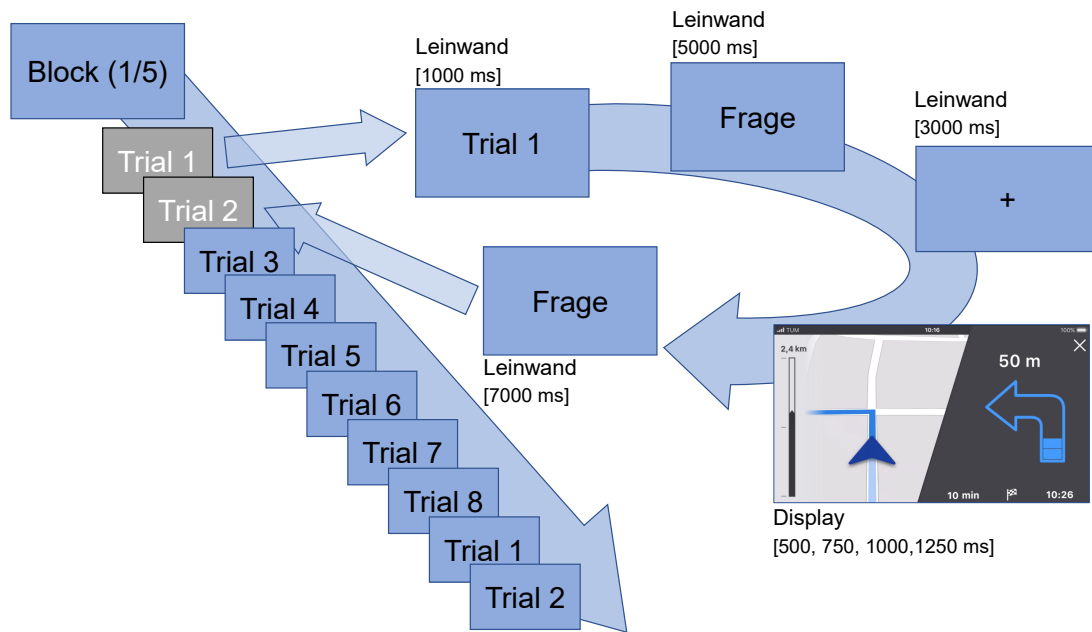 Block (1/5)
Trial 1
Trial 2
Trial 3
Trial 4
Trial 5
Trial 6
Trial 7
Trial 8
Trial 1
Trial 2
Leinwand
[1000 ms]
Trial 1
Leinwand
[5000 ms]
Frage
Leinwand
[3000 ms]
+
TUM 10:16 100%
2,4 km
50 m
10 min 10:26
Display
[500, 750, 1000,1250 ms]
Frage
Leinwand
[7000 ms]